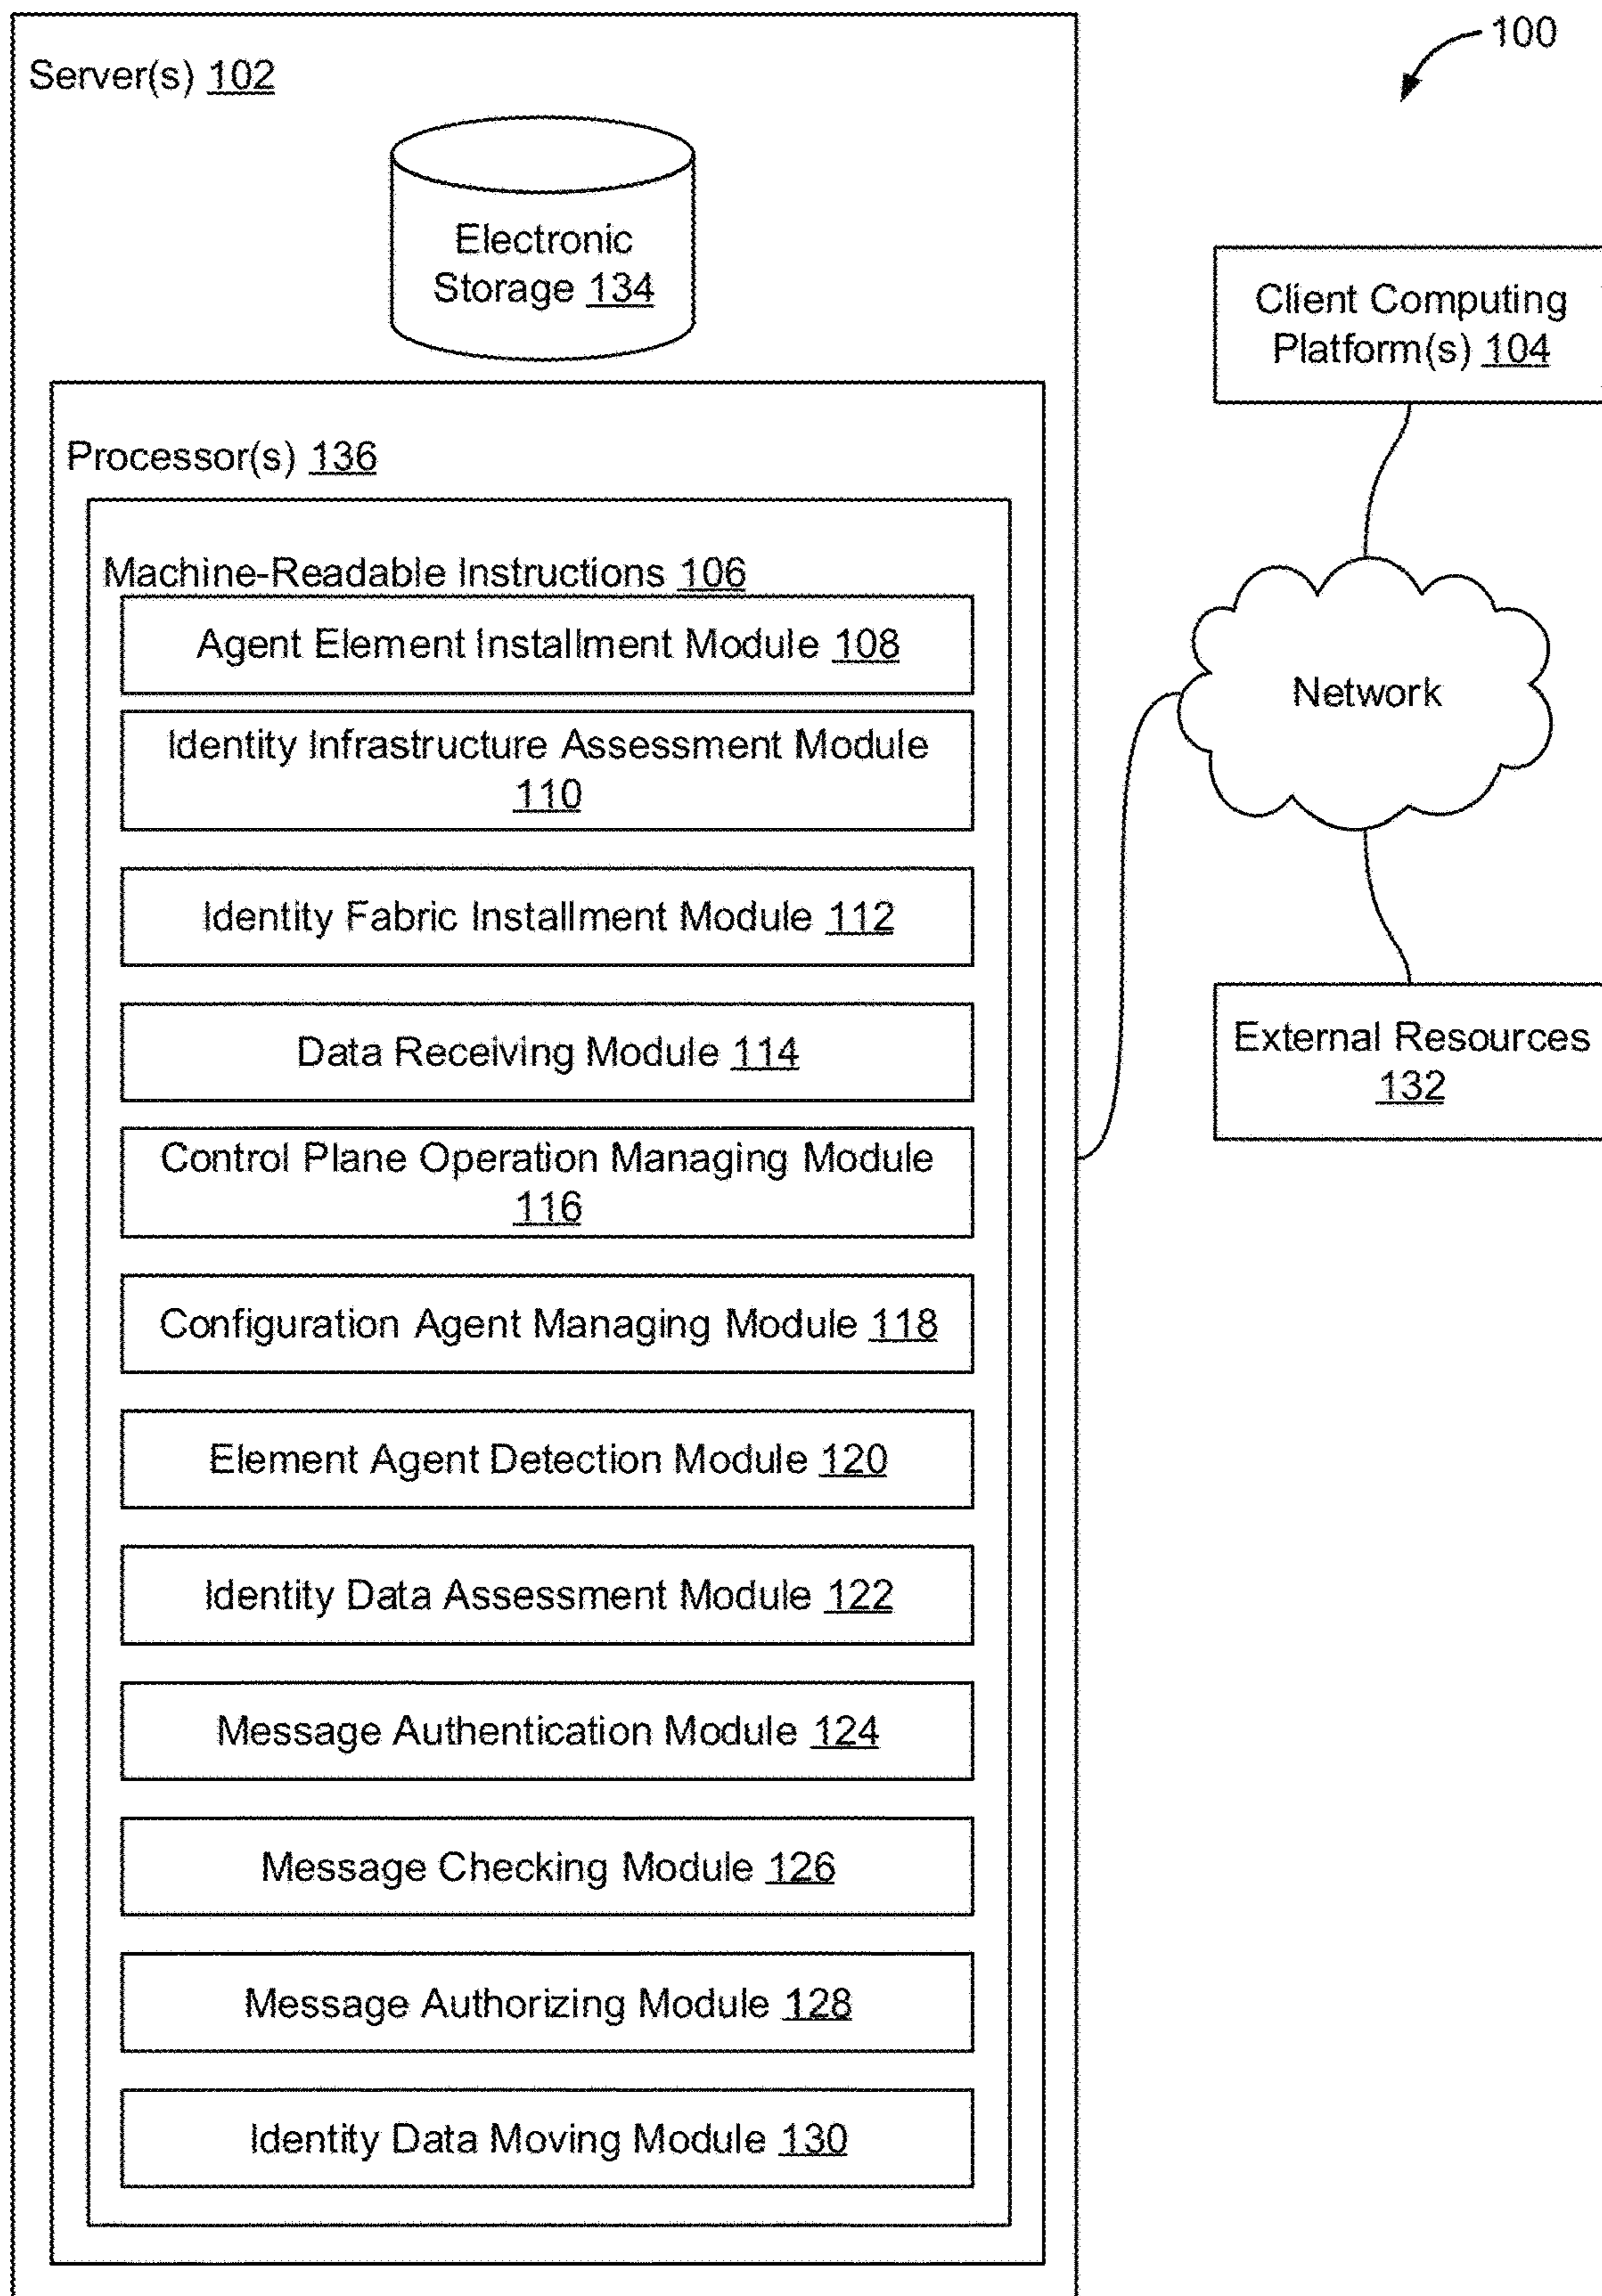 100
Server(s) 102
Electronic
Storage 134
Client Computing
Platform(s) 104
Processor(s) 136
Machine-Readable Instructions 106
Agent Element Installment Module 108
Network
Identity Infrastructure Assessment Module
110
Identity Fabric Installment Module 112
External Resources
132
Data Receiving Module 114
Control Plane Operation Managing Module
116
Configuration Agent Managing Module 118
Element Agent Detection Module 120
Identity Data Assessment Module 122
Message Authentication Module 124
Message Checking Module 126
Message Authorizing Module 128
Identity Data Moving Module 130